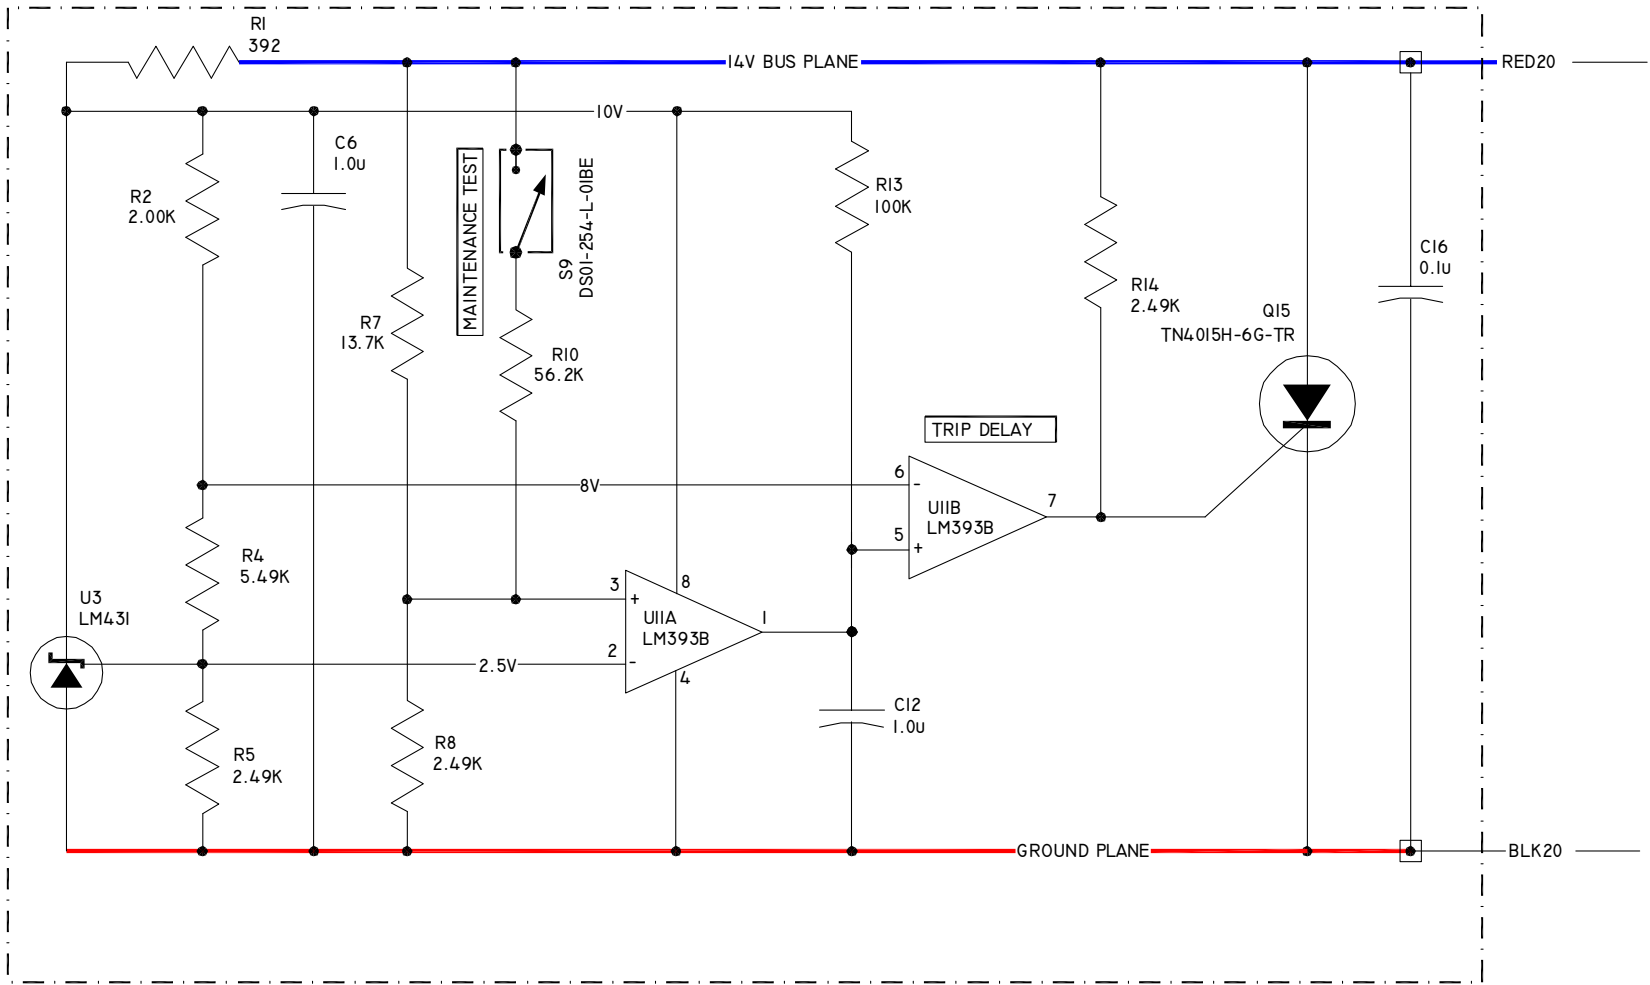 R1
392
14V BUS PLANE
RED20
10V
C6
1.0u
R2
2.00K
MAINTENANCE TEST
S9
DS01-254-L-01BE
R13
100K
C16
0.1u
R14
2.49K
Q15
TN4015H-6G-TR
R7
13.7K
R10
56.2K
TRIP DELAY
6
-
8V
7
U11B
LM393B
5
+
R4
5.49K
3
+
8
U3
LM431
1
U11A
LM393B
2
-
2.5V
4
C12
1.0u
R5
2.49K
R8
2.49K
GROUND PLANE
BLK20